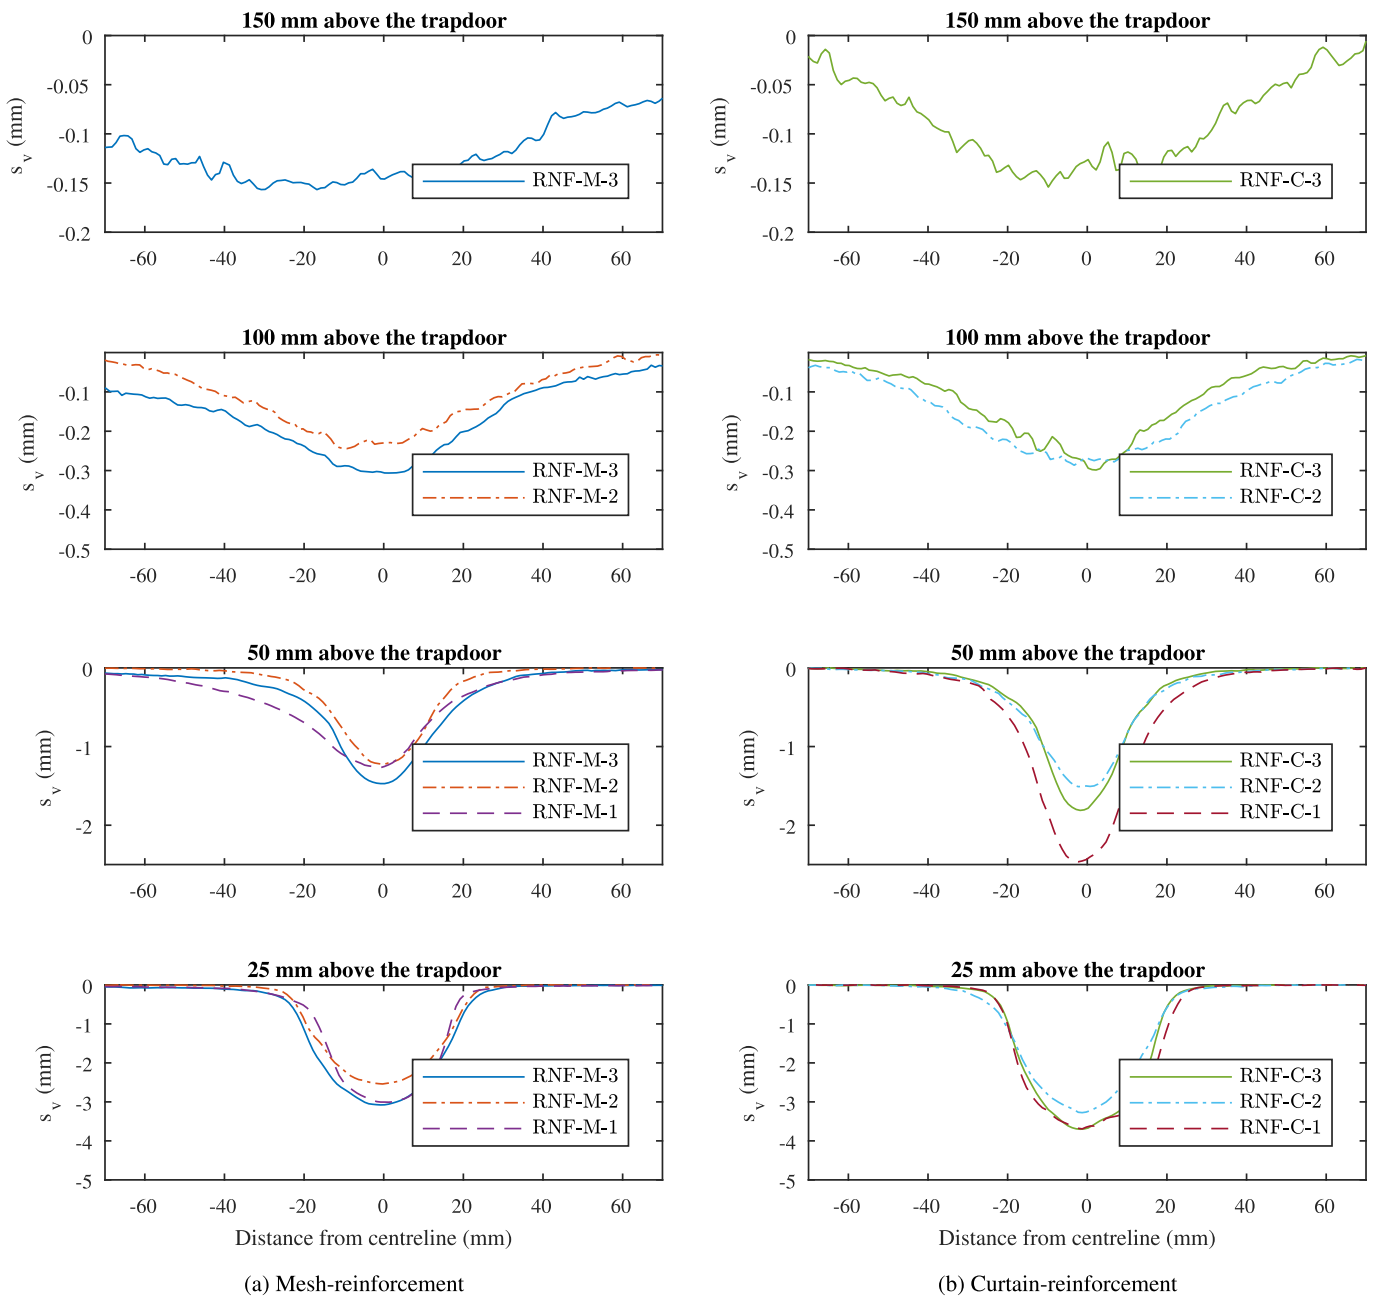 150 mm above the trapdoor
0
-0.05
-0.1
-0.15
-0.2
s v (mm)
RNF-M-3
-60 -40 -20 0 20 40 60
150 mm above the trapdoor
0
-0.05
-0.1
-0.15
-0.2
s v (mm)
RNF-C-3
-60 -40 -20 0 20 40 60
100 mm above the trapdoor
-0.1
-0.2
-0.3
-0.4
-0.5
s v (mm)
RNF-M-3
RNF-M-2
-60 -40 -20 0 20 40 60
100 mm above the trapdoor
-0.1
-0.2
-0.3
-0.4
-0.5
s v (mm)
RNF-C-3
RNF-C-2
-60 -40 -20 0 20 40 60
50 mm above the trapdoor
0
-1
-2
s v (mm)
RNF-M-3
RNF-M-2
RNF-M-1
-60 -40 -20 0 20 40 60
50 mm above the trapdoor
0
-1
-2
s v (mm)
RNF-C-3
RNF-C-2
RNF-C-1
-60 -40 -20 0 20 40 60
25 mm above the trapdoor
0
-1
-2
-3
-4
-5
s v (mm)
RNF-M-3
RNF-M-2
RNF-M-1
-60 -40 -20 0 20 40 60
Distance from centreline (mm)
(a) Mesh-reinforcement
25 mm above the trapdoor
0
-1
-2
-3
-4
-5
s v (mm)
RNF-C-3
RNF-C-2
RNF-C-1
-60 -40 -20 0 20 40 60
Distance from centreline (mm)
(b) Curtain-reinforcement